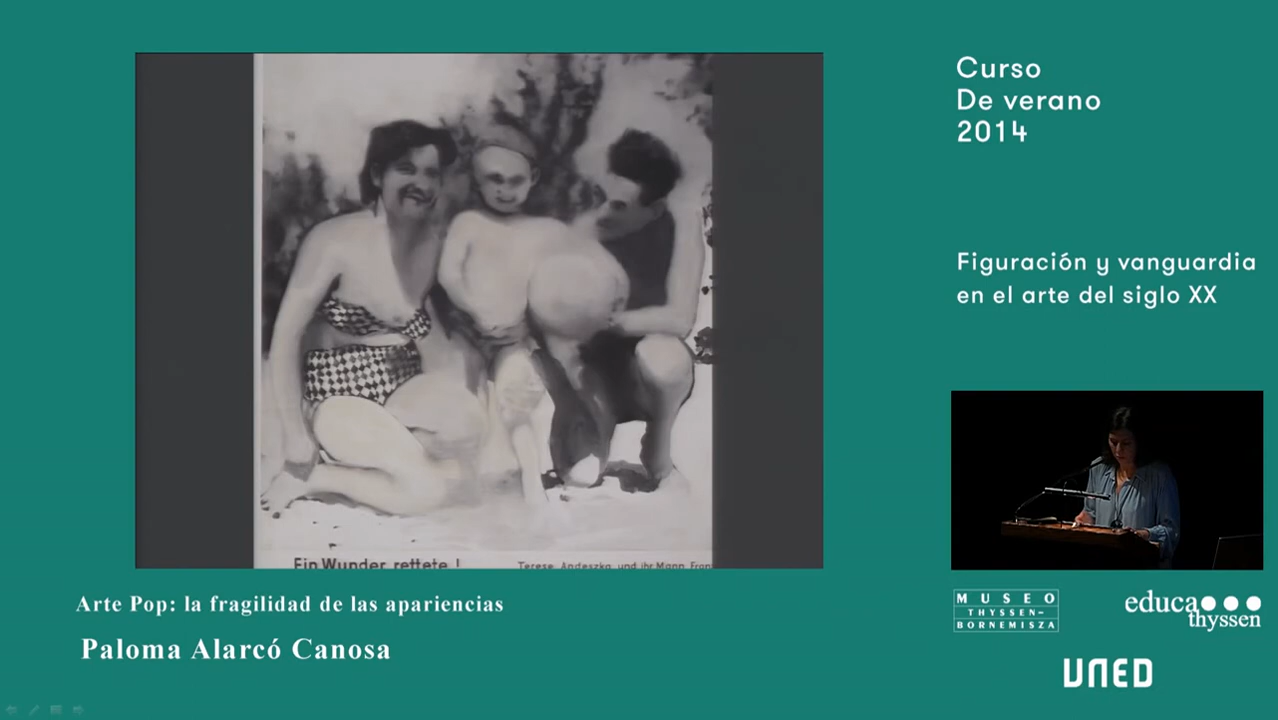 Curso
De verano
2014
Figuración y vanguardia
en el arte del siglo XX
Ein Wunder rettete !
Terese Andeszka und ihr Mann Fran
Arte Pop: la fragilidad de las apariencias
Paloma Alarcó Canosa
MUSEO
THYSSEN-
BORNEMISZA
educa
thyssen
UNED